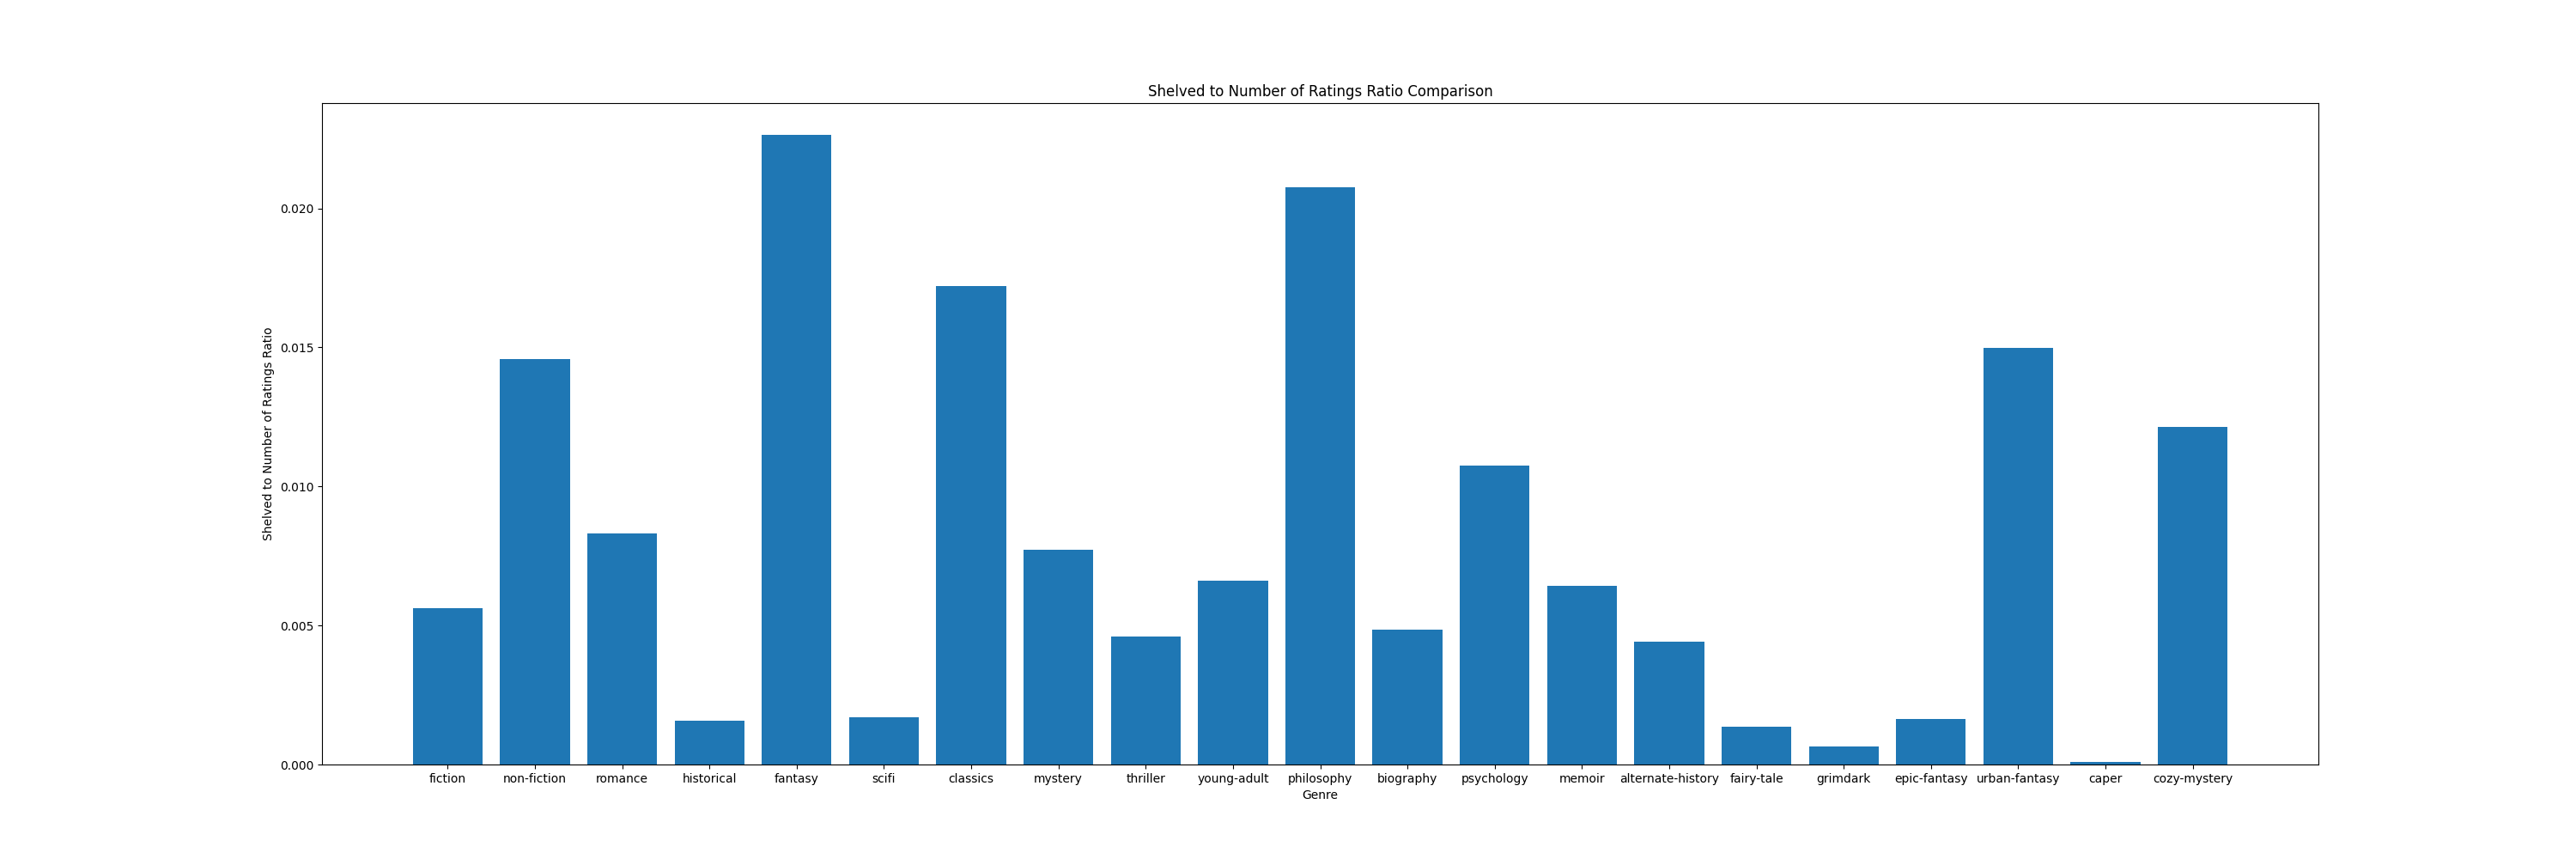 Shelved to Number of Ratings Ratio Comparison
Shelved to Number of Ratings Ratio
0.020
0.015
0.010
0.005
0.000
fiction non-fiction romance historical fantasy scifi classics mystery thriller young-adult philosophy biography psychology memoir alternate-history fairy-tale grimdark epic-fantasy urban-fantasy caper cozy-mystery
Genre